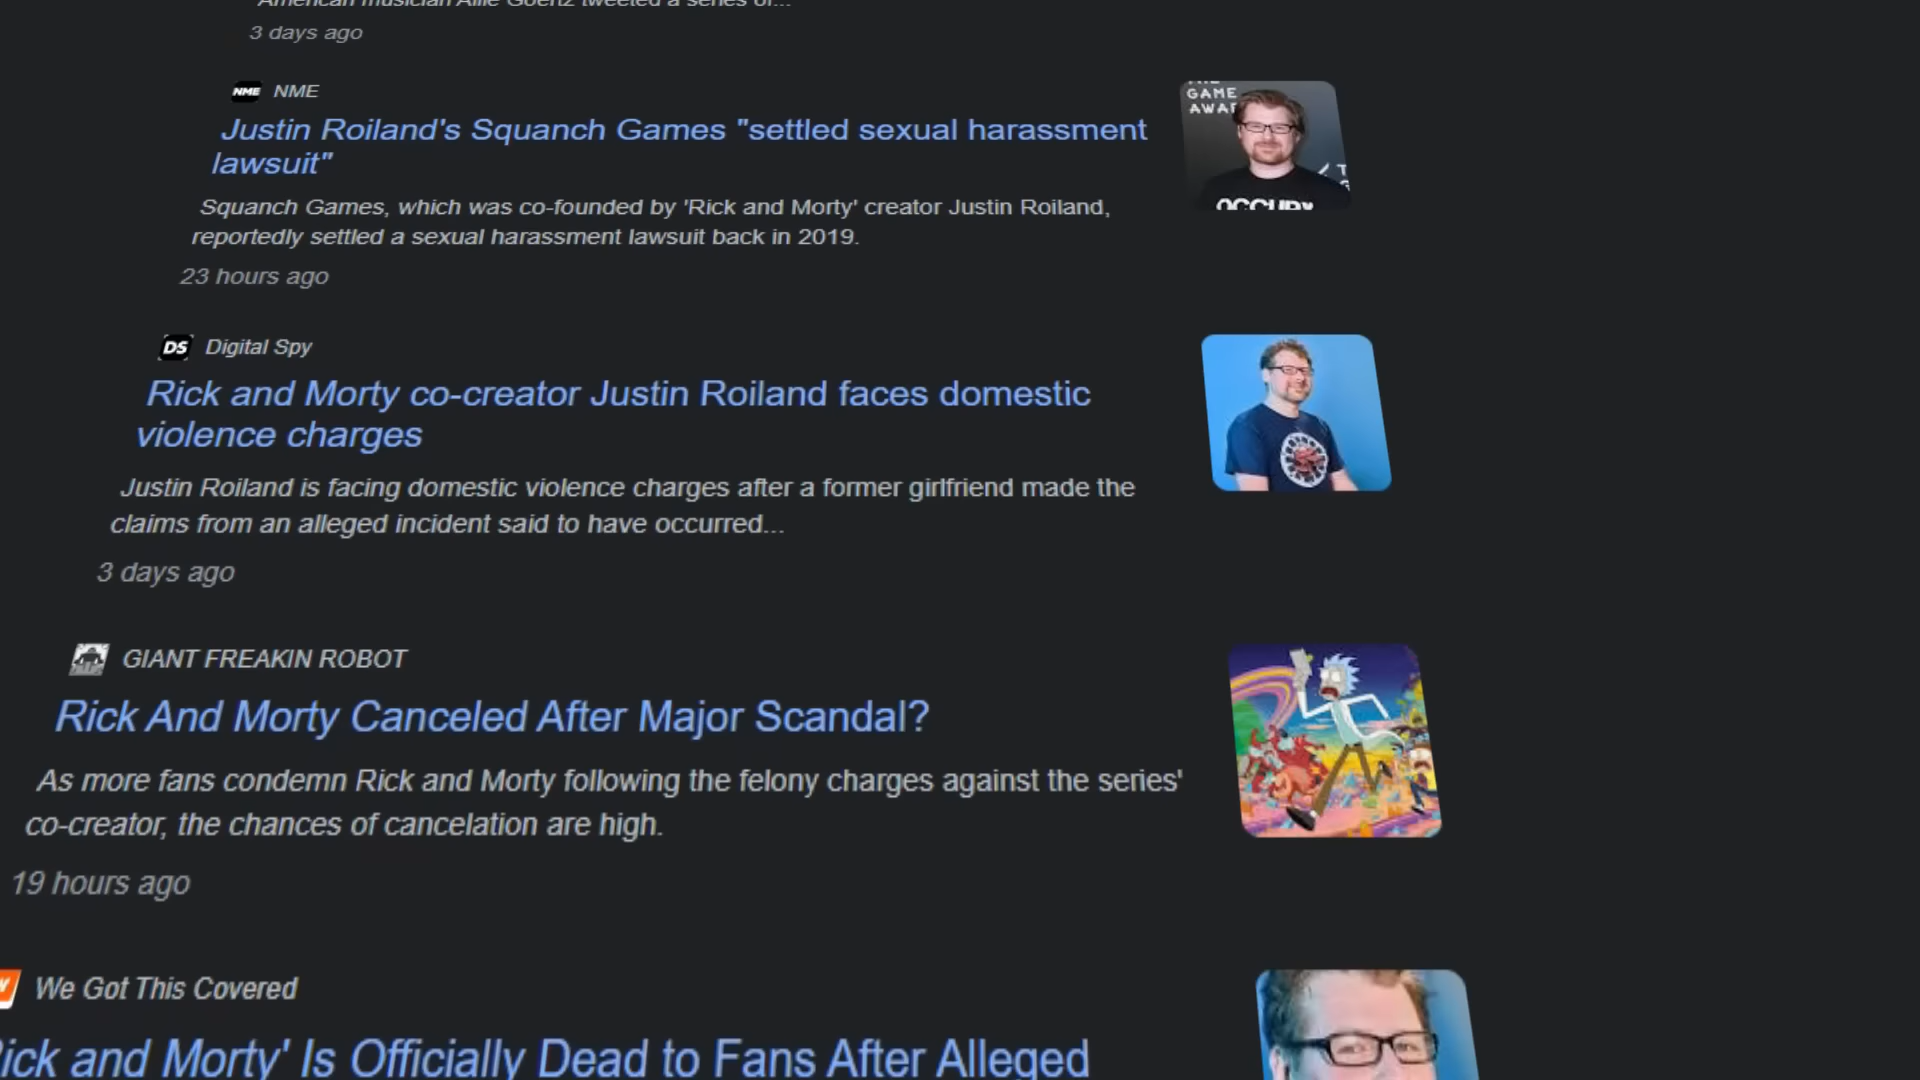 American musician Allie Goertz tweeted a series of...
3 days ago
NME NME
Justin Roiland's Squanch Games "settled sexual harassment
lawsuit"
GAME
AWAR
Squanch Games, which was co-founded by 'Rick and Morty' creator Justin Roiland,
reportedly settled a sexual harassment lawsuit back in 2019.
OCCUPY
23 hours ago
DS Digital Spy
Rick and Morty co-creator Justin Roiland faces domestic
violence charges
Justin Roiland is facing domestic violence charges after a former girlfriend made the
claims from an alleged incident said to have occurred...
3 days ago
GIANT FREAKIN ROBOT
Rick And Morty Canceled After Major Scandal?
As more fans condemn Rick and Morty following the felony charges against the series'
co-creator, the chances of cancelation are high.
19 hours ago
We Got This Covered
ick and Morty' Is Officially Dead to Fans After Alleged